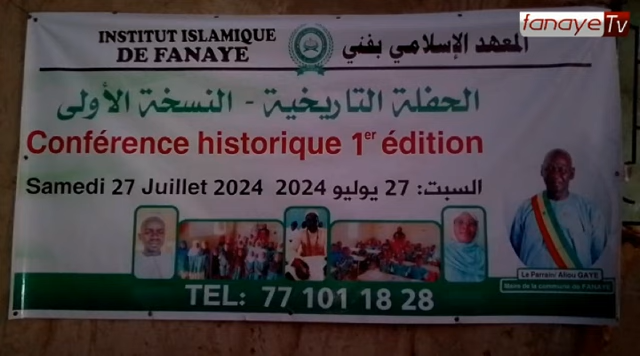 fanaye Tv
INSTITUT ISLAMIQUE
DE FANAYE
المعهد الإسلامي بفني
الحفلة التاريخية - النسخة الأولى
Conférence historique 1er édition
Samedi 27 Juillet 2024 السبت: 27 يوليو 2024
Le Parrain/ Aliou GAYE
Maire de la commune de FANAYE
TEL: 77 101 18 28